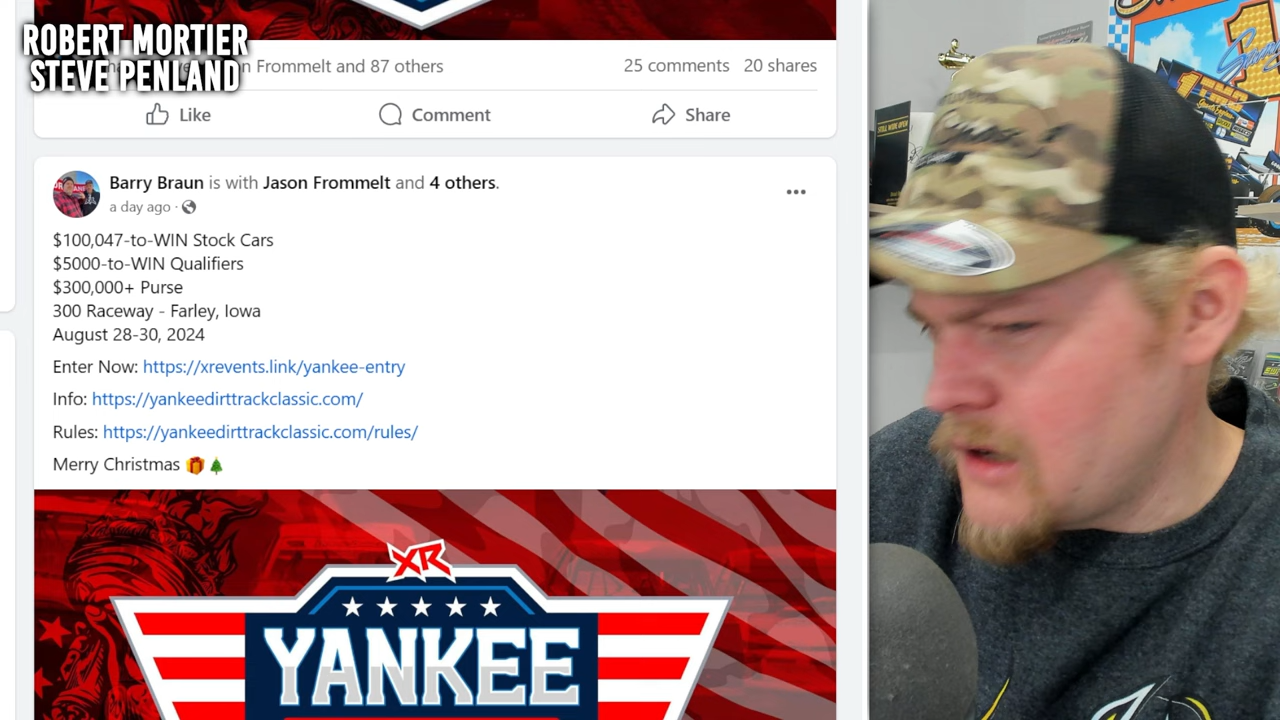 ROBERT MORTIER
STEVE PENLAND
n Frommelt and 87 others
25 comments 20 shares
Like Comment Share
Barry Braun is with Jason Frommelt and 4 others.
a day ago ·
$100,047-to-WIN Stock Cars
$5000-to-WIN Qualifiers
$300,000+ Purse
300 Raceway - Farley, Iowa
August 28-30, 2024
Enter Now: https://xrevents.link/yankee-entry
Info: https://yankeedirttrackclassic.com/
Rules: https://yankeedirttrackclassic.com/rules/
Merry Christmas 🎁🎄
XR
YANKEE